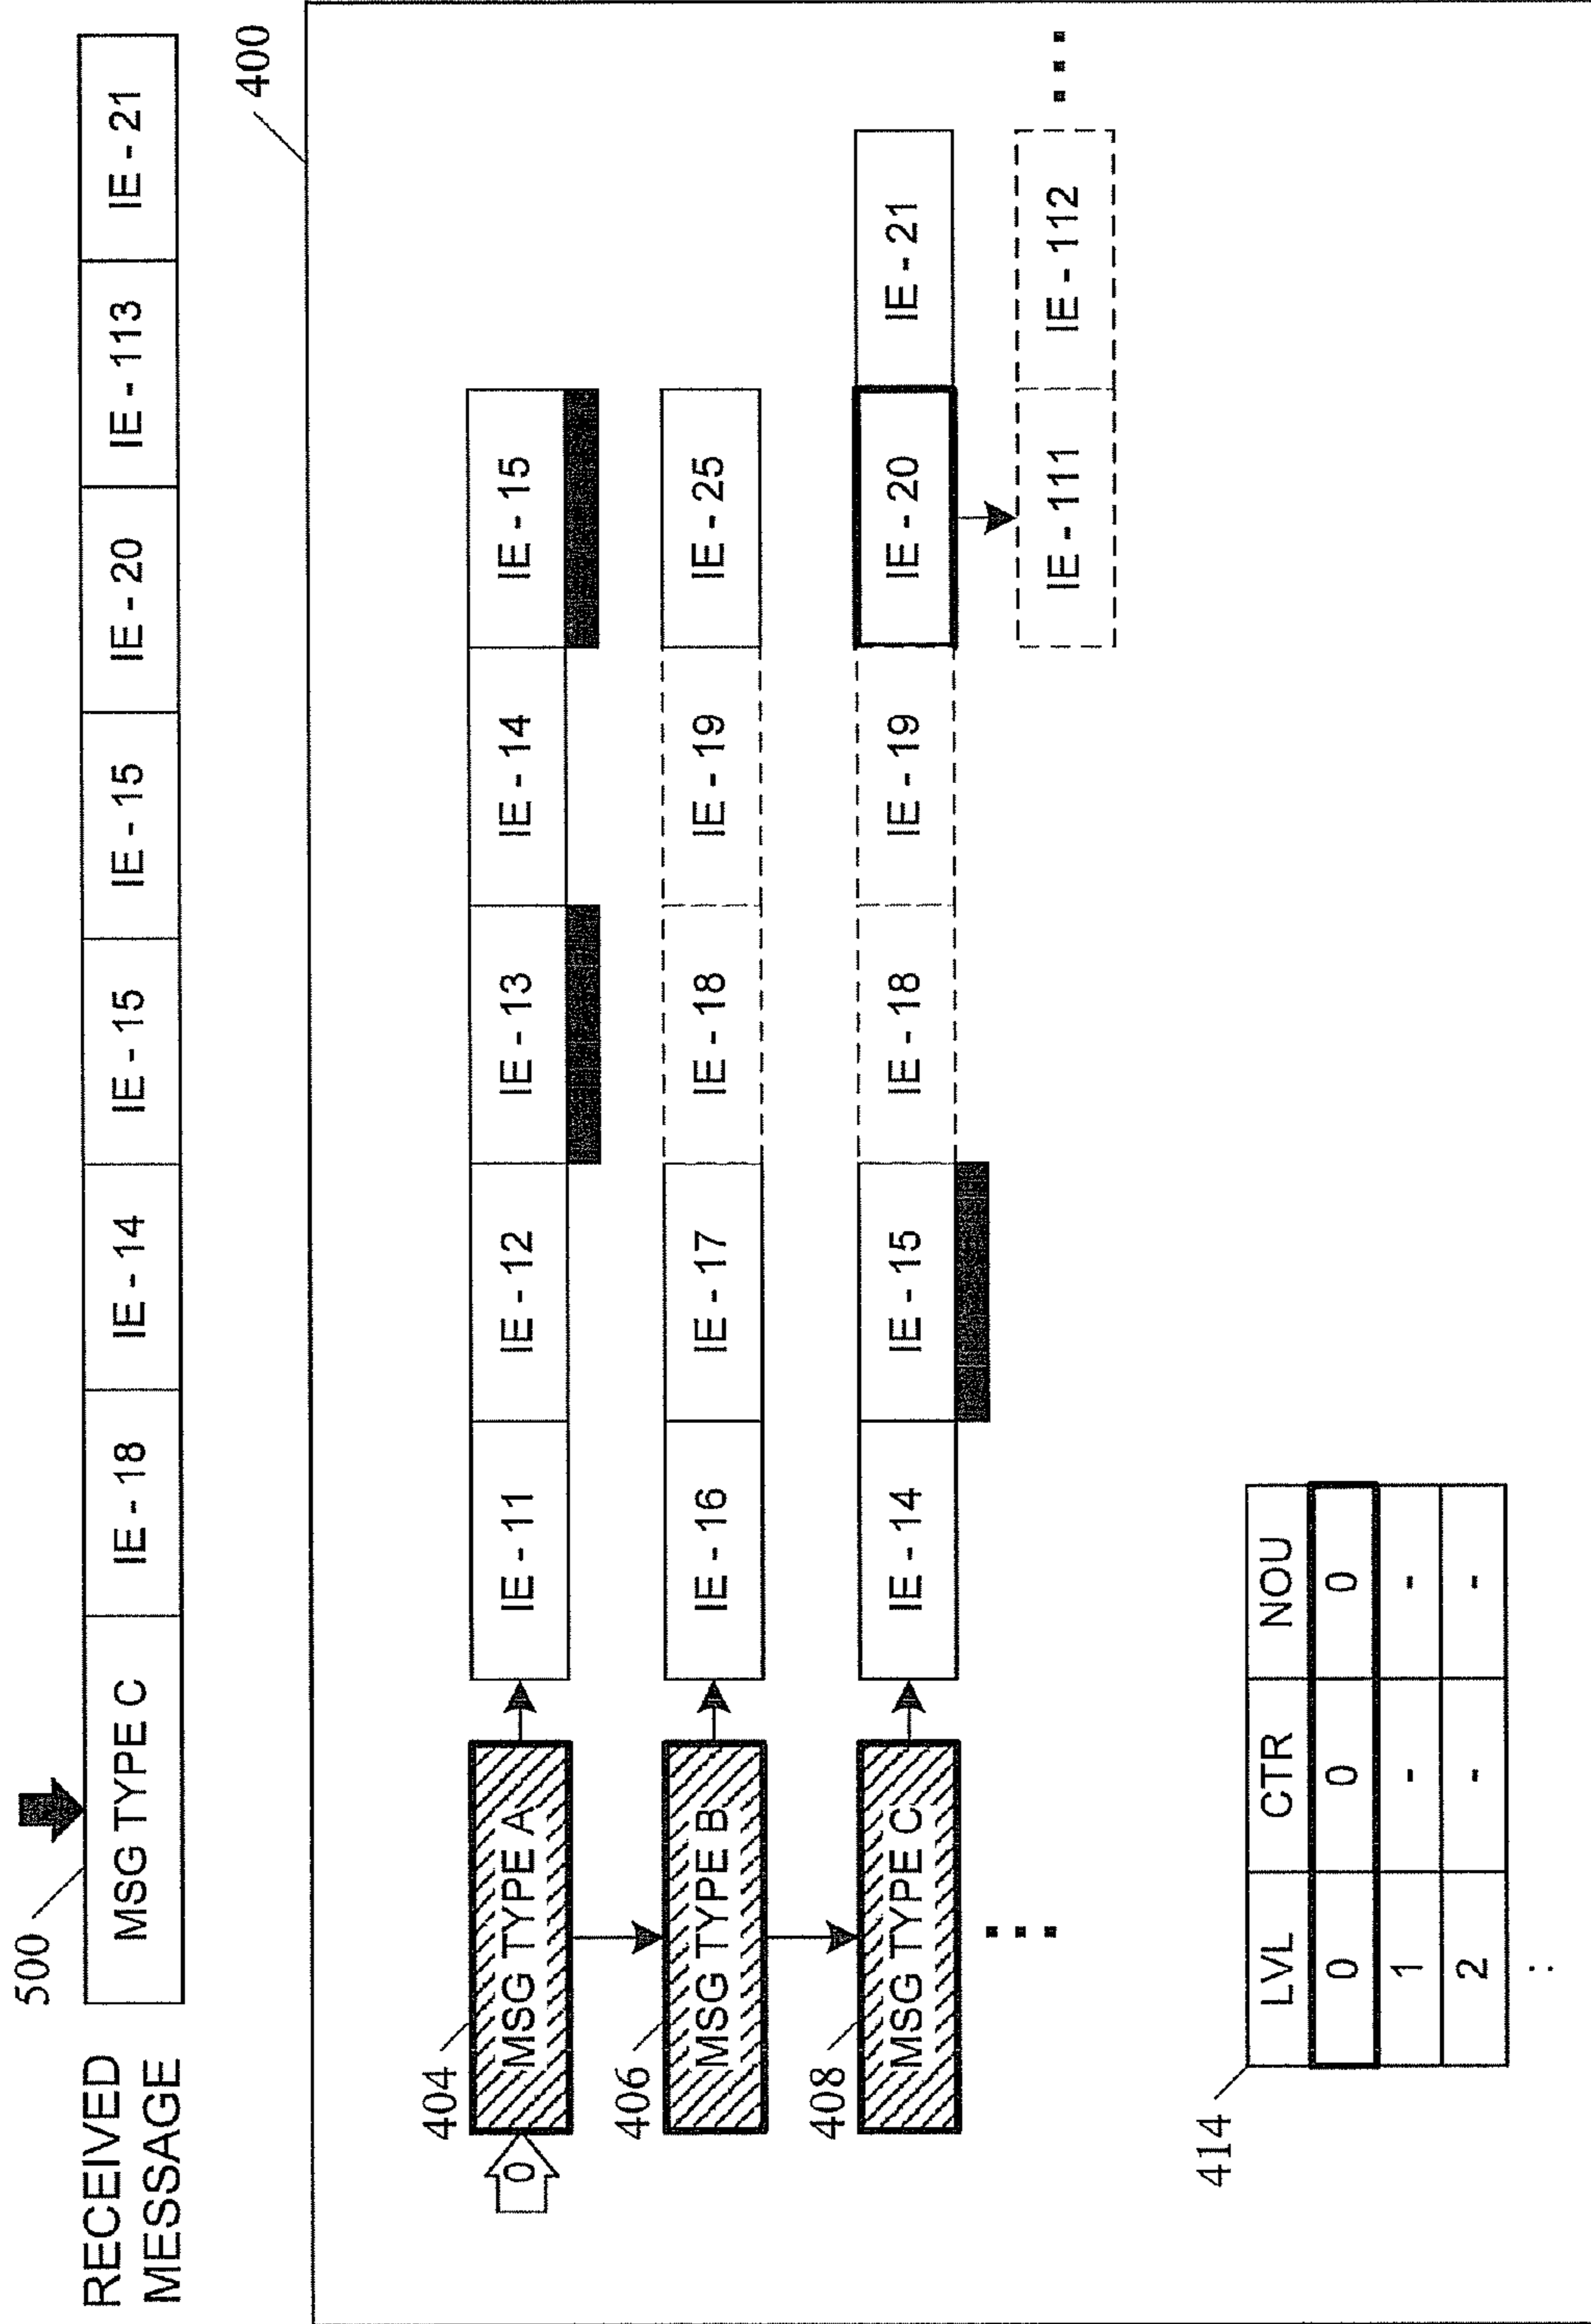 500
RECEIVED
MESSAGE
MSG TYPE C IE - 18 IE - 14 IE - 15 IE - 15 IE - 20 IE - 113 IE - 21
400
404
0
MSG TYPE A IE - 11 IE - 12 IE - 13 IE - 14 IE - 15
406
MSG TYPE B IE - 16 IE - 17 IE - 18 IE - 19 IE - 25
408
MSG TYPE C IE - 14 IE - 15 IE - 18 IE - 19 IE - 20 IE - 21
IE - 111 IE - 112 ...
...
414
LVL CTR NOU
0 0 0
1 - -
2 - -
: